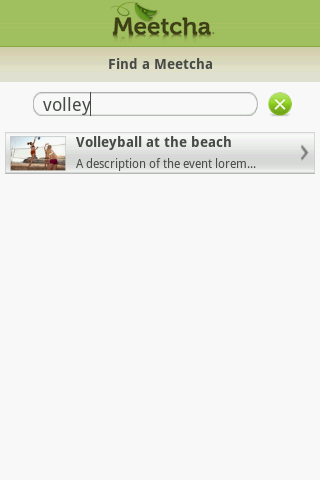 Meetcha
Find a Meetcha
volley
Volleyball at the beach
A description of the event lorem...